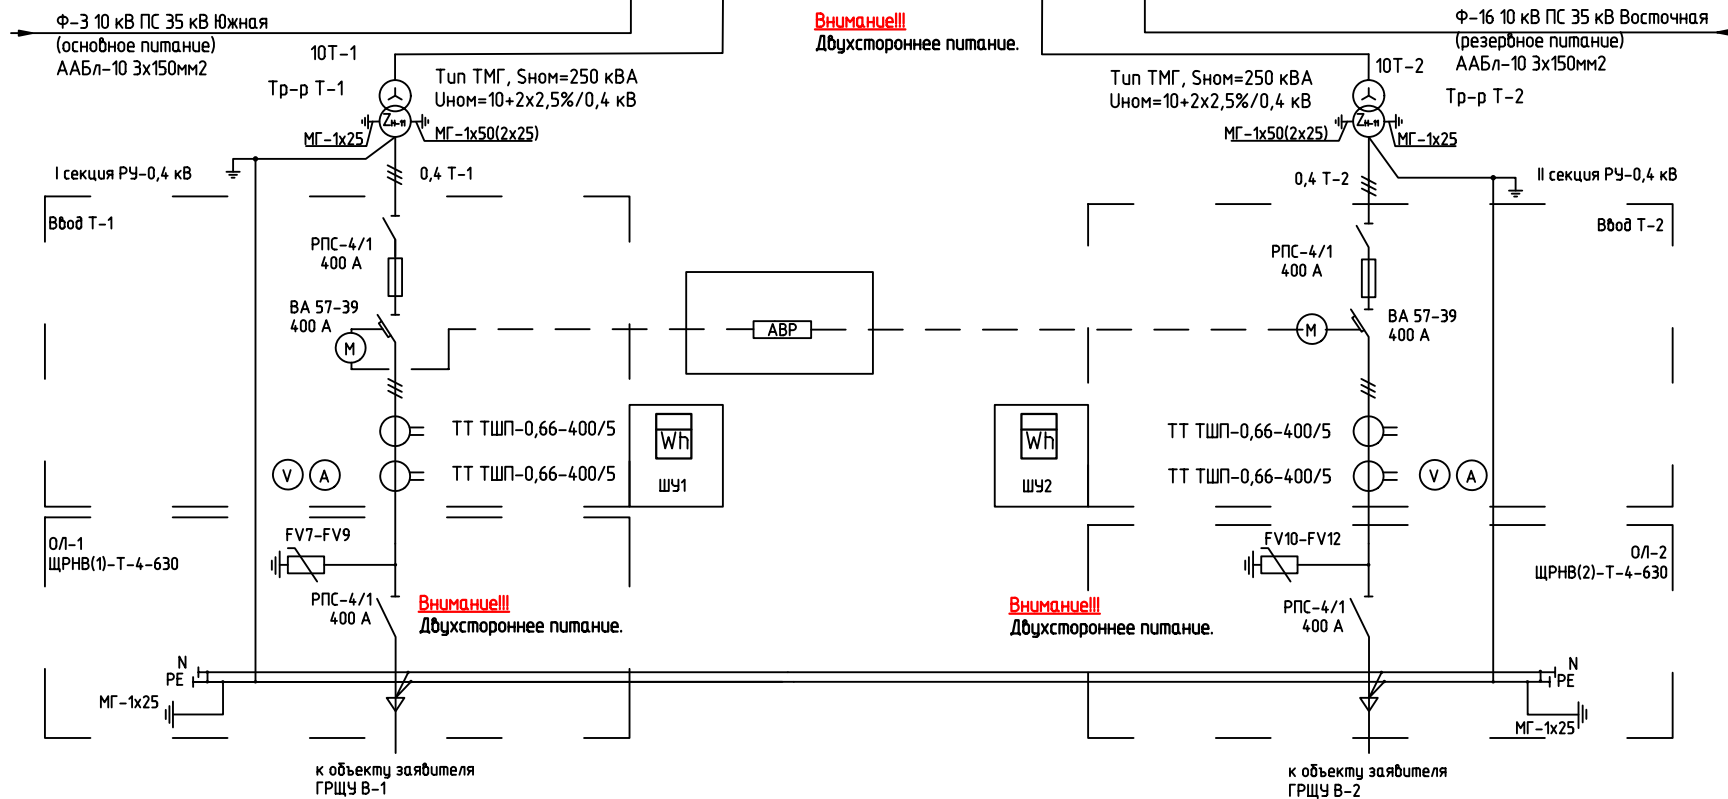 Ф-3 10 кВ ПС 35 кВ Южная
(основное питание)
ААБл-10 3х150мм2
Внимание!!!
Двухстороннее питание.
Ф-16 10 кВ ПС 35 кВ Восточная
(резервное питание)
ААБл-10 3х150мм2
10Т-1
Тр-р Т-1
Тип ТМГ, Sном=250 кВА
Uном=10+2х2,5%/0,4 кВ
Zн-11
МГ-1х25
МГ-1х50(2х25)
Тип ТМГ, Sном=250 кВА
Uном=10+2х2,5%/0,4 кВ
10Т-2
Тр-р Т-2
Zн-11
МГ-1х50(2х25)
МГ-1х25
I секция РУ-0,4 кВ
0,4 Т-1
0,4 Т-2
II секция РУ-0,4 кВ
Ввод Т-1
Ввод Т-2
РПС-4/1
400 А
РПС-4/1
400 А
ВА 57-39
400 А
М
АВР
М
ВА 57-39
400 А
ТТ ТШП-0,66-400/5
ТТ ТШП-0,66-400/5
V
A
Wh
ШУ1
Wh
ШУ2
ТТ ТШП-0,66-400/5
ТТ ТШП-0,66-400/5
V
A
ОЛ-1
ЩРНВ(1)-Т-4-630
FV7-FV9
FV10-FV12
ОЛ-2
ЩРНВ(2)-Т-4-630
РПС-4/1
400 А
Внимание!!!
Двухстороннее питание.
Внимание!!!
Двухстороннее питание.
РПС-4/1
400 А
N
PE
N
PE
МГ-1х25
МГ-1х25
к объекту заявителя
ГРЩУ В-1
к объекту заявителя
ГРЩУ В-2